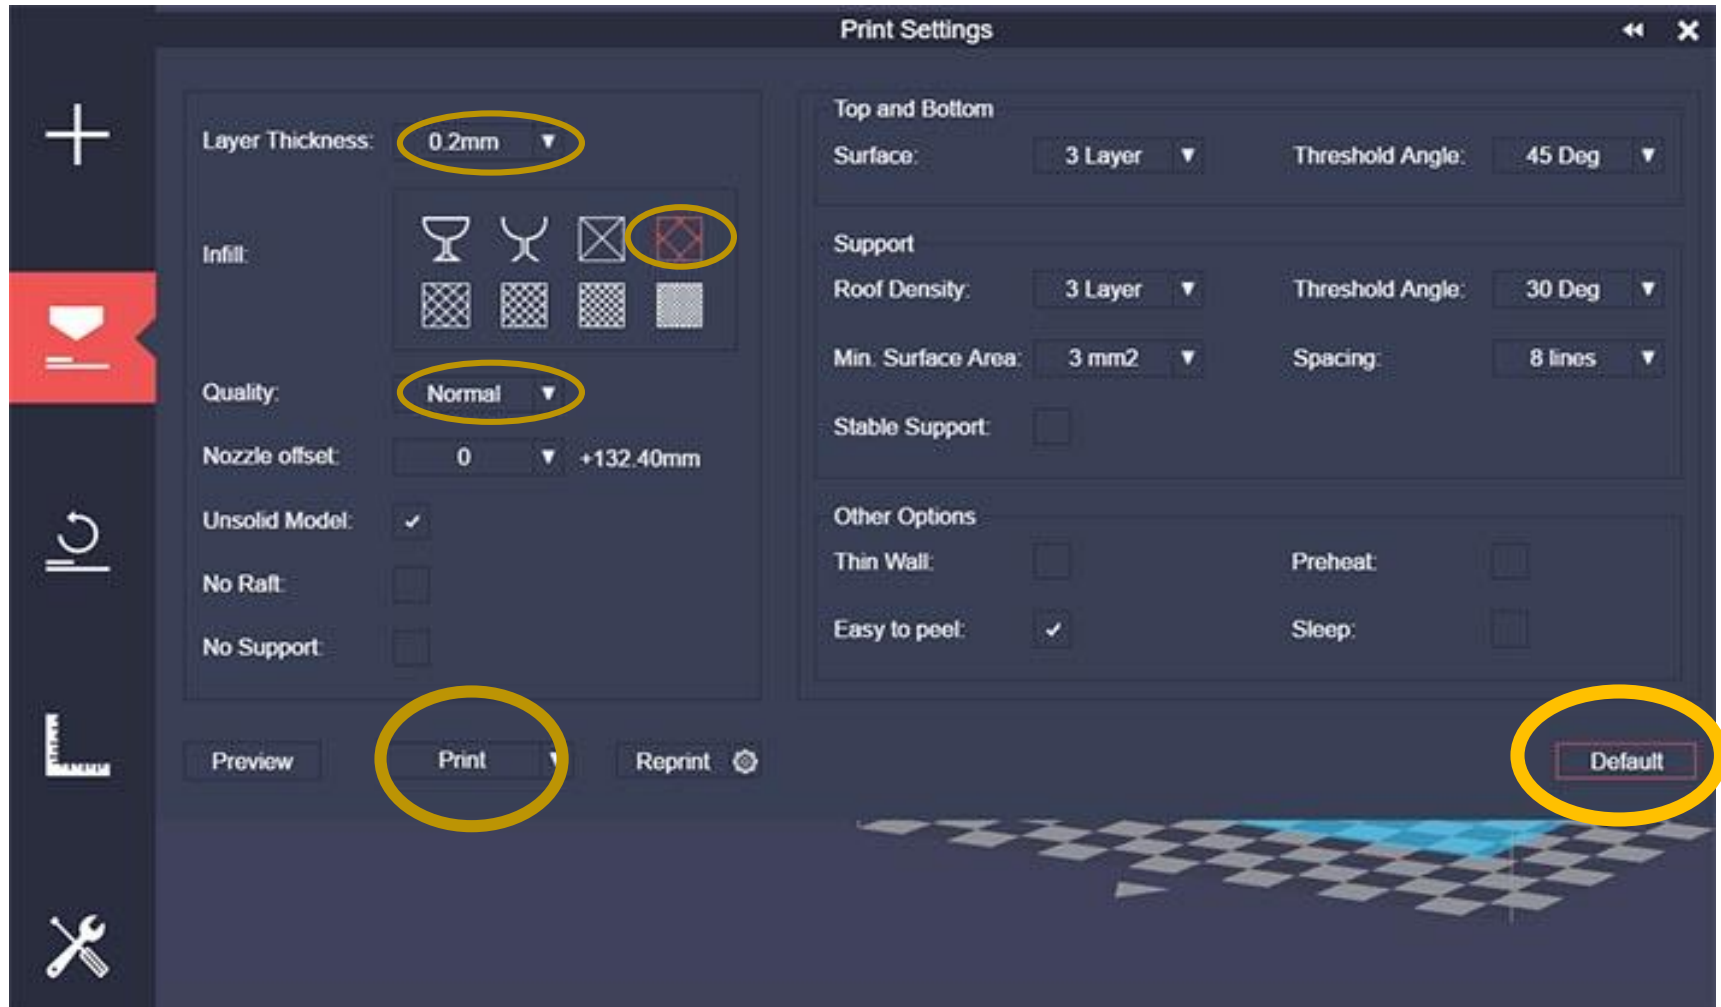 Print Settings
Layer Thickness: 0.2mm
Infill:
Quality: Normal
Nozzle offset: 0 +132.40mm
Unsolid Model:
No Raft:
No Support:
Top and Bottom
Surface: 3 Layer Threshold Angle: 45 Deg
Support
Roof Density: 3 Layer Threshold Angle: 30 Deg
Min. Surface Area: 3 mm2 Spacing: 8 lines
Stable Support:
Other Options
Thin Wall: Preheat:
Easy to peel: Sleep:
Preview Print Reprint Default